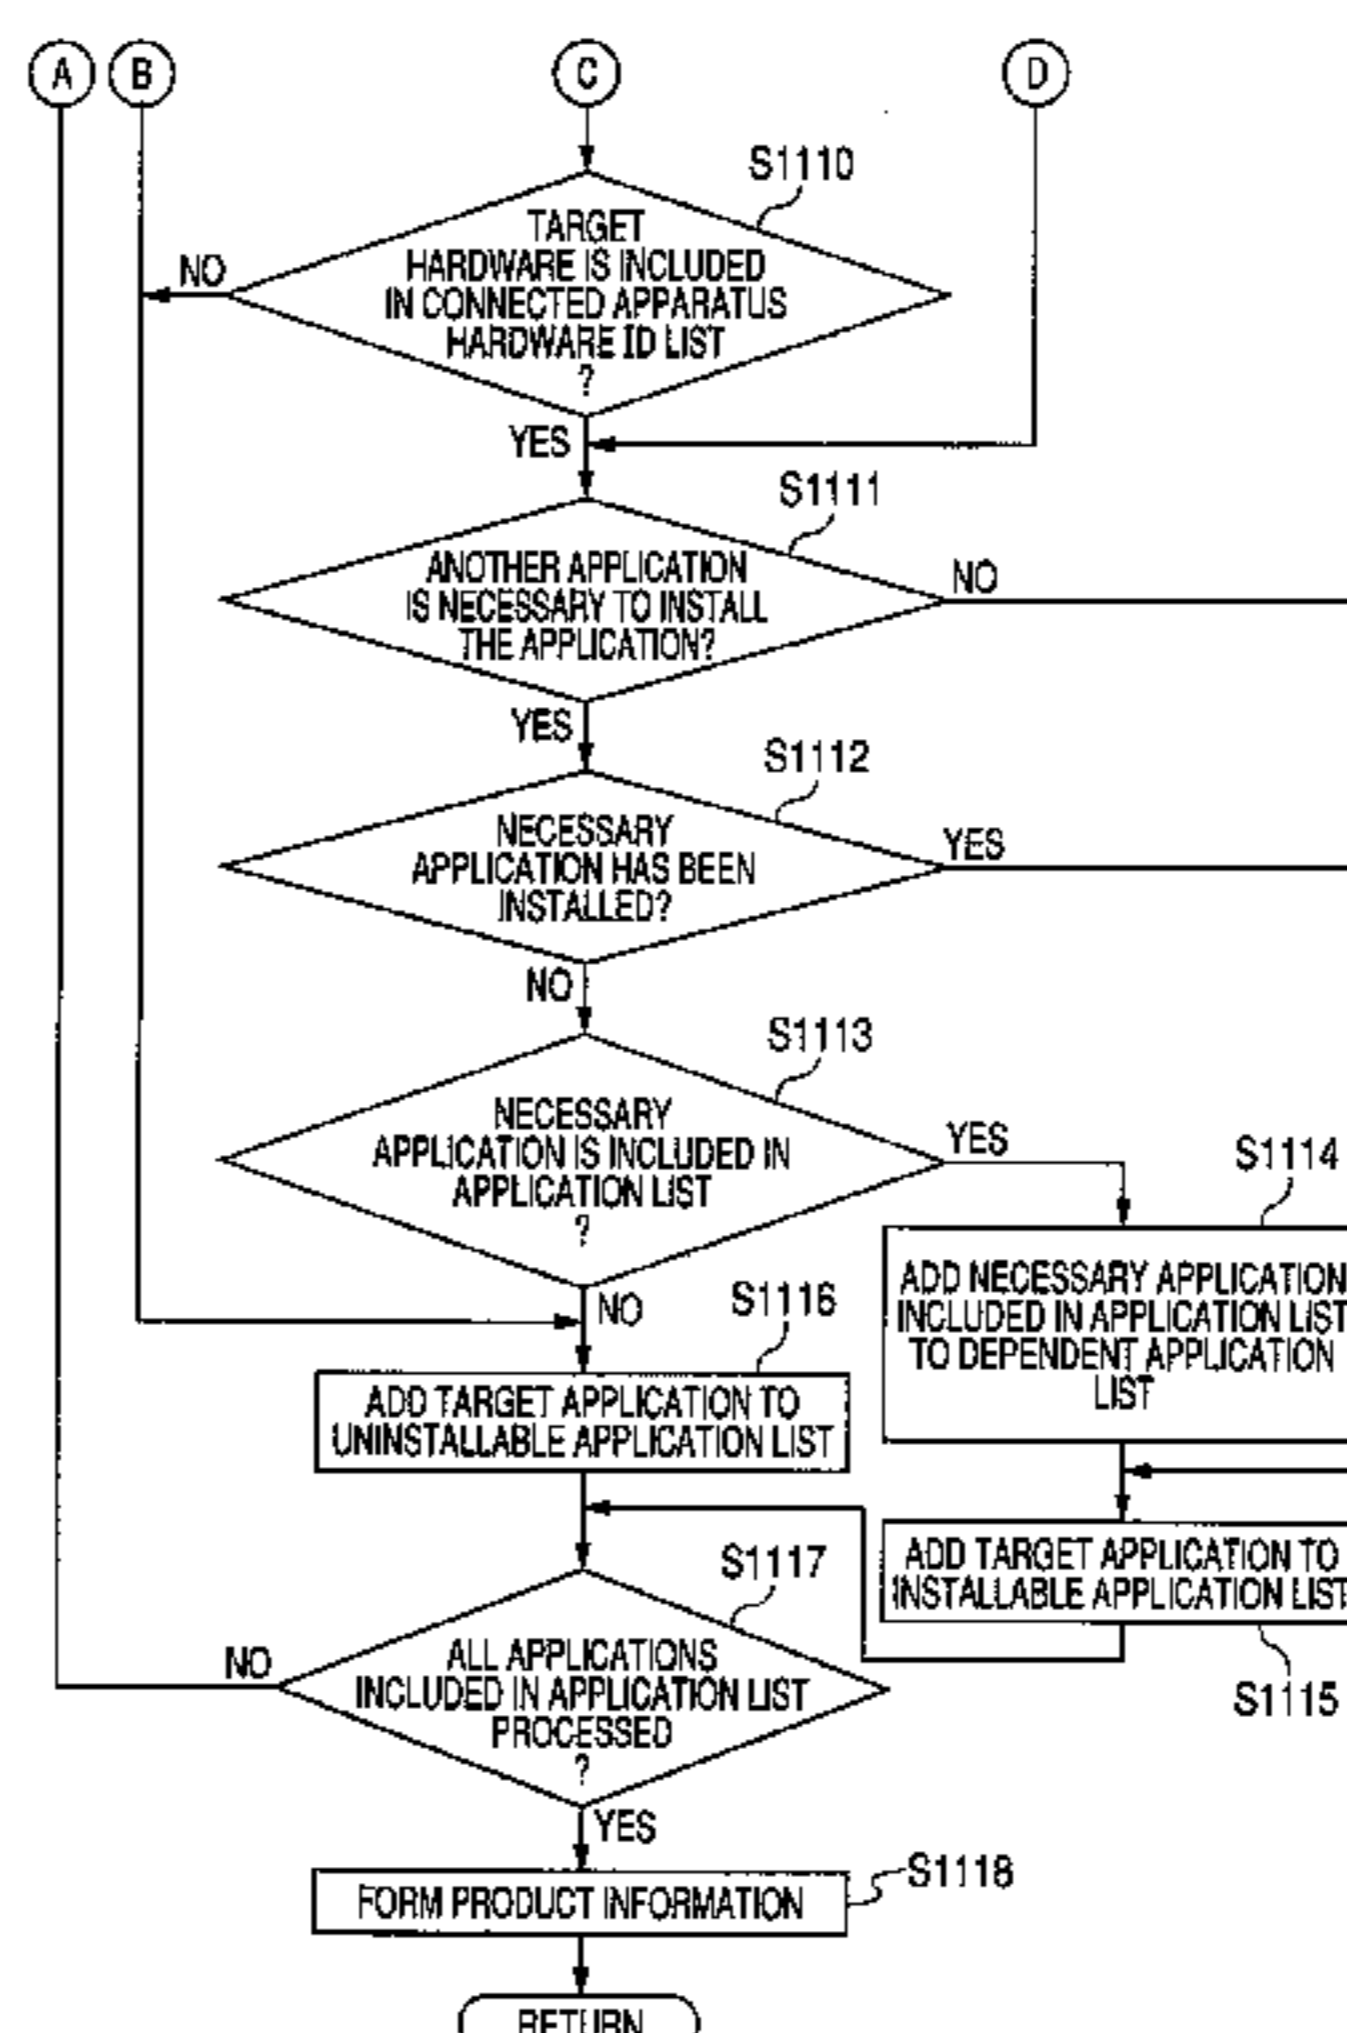 A
B
C
D
S1110
TARGET
HARDWARE IS INCLUDED
IN CONNECTED APPARATUS
HARDWARE ID LIST
?
NO
YES
S1111
ANOTHER APPLICATION
IS NECESSARY TO INSTALL
THE APPLICATION?
NO
YES
S1112
NECESSARY
APPLICATION HAS BEEN
INSTALLED?
YES
NO
S1113
NECESSARY
APPLICATION IS INCLUDED IN
APPLICATION LIST
?
YES
NO
S1114
ADD NECESSARY APPLICATION
INCLUDED IN APPLICATION LIST
TO DEPENDENT APPLICATION
LIST
S1116
ADD TARGET APPLICATION TO
UNINSTALLABLE APPLICATION LIST
ADD TARGET APPLICATION TO
INSTALLABLE APPLICATION LIST
S1115
S1117
ALL APPLICATIONS
INCLUDED IN APPLICATION LIST
PROCESSED
?
NO
YES
FORM PRODUCT INFORMATION
S1118
RETURN